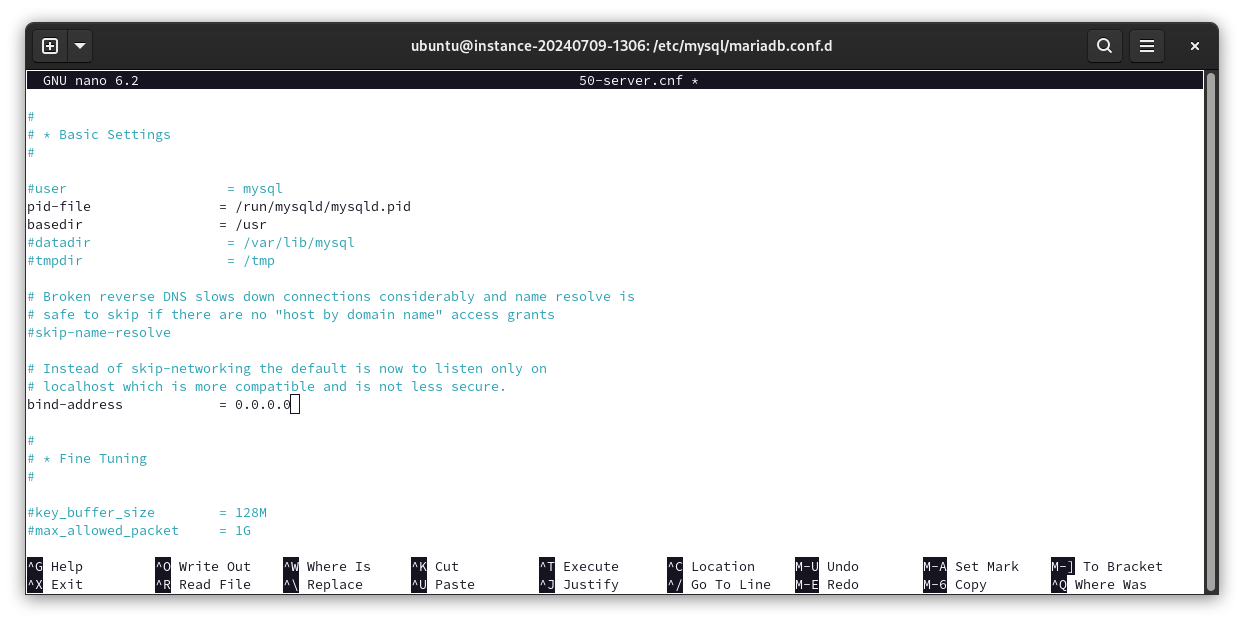 ubuntu@instance-20240709-1306: /etc/mysql/mariadb.conf.d
GNU nano 6.2 50-server.cnf *
#
# * Basic Settings
#
#user = mysql
pid-file = /run/mysqld/mysqld.pid
basedir = /usr
#datadir = /var/lib/mysql
#tmpdir = /tmp
# Broken reverse DNS slows down connections considerably and name resolve is
# safe to skip if there are no "host by domain name" access grants
#skip-name-resolve
# Instead of skip-networking the default is now to listen only on
# localhost which is more compatible and is not less secure.
bind-address = 0.0.0.0
#
# * Fine Tuning
#
#key_buffer_size = 128M
#max_allowed_packet = 1G
^G Help ^O Write Out ^W Where Is ^K Cut ^T Execute ^C Location M-U Undo M-A Set Mark M-] To Bracket
^X Exit ^R Read File ^\ Replace ^U Paste ^J Justify ^/ Go To Line M-E Redo M-6 Copy ^Q Where Was